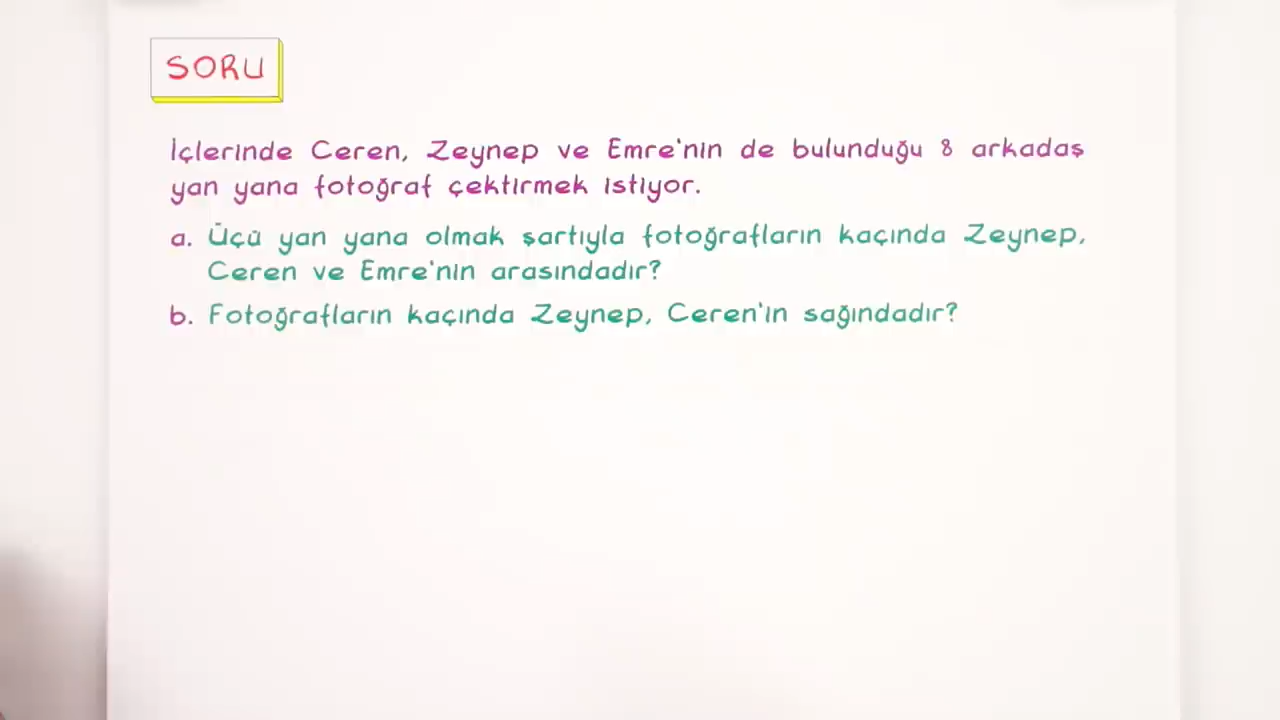 SORU
İçlerinde Ceren, Zeynep ve Emre'nin de bulunduğu 8 arkadaş
yan yana fotoğraf çektirmek istiyor.
a. Üçü yan yana olmak şartıyla fotoğrafların kaçında Zeynep,
Ceren ve Emre'nin arasındadır?
b. Fotoğrafların kaçında Zeynep, Ceren'in sağındadır?